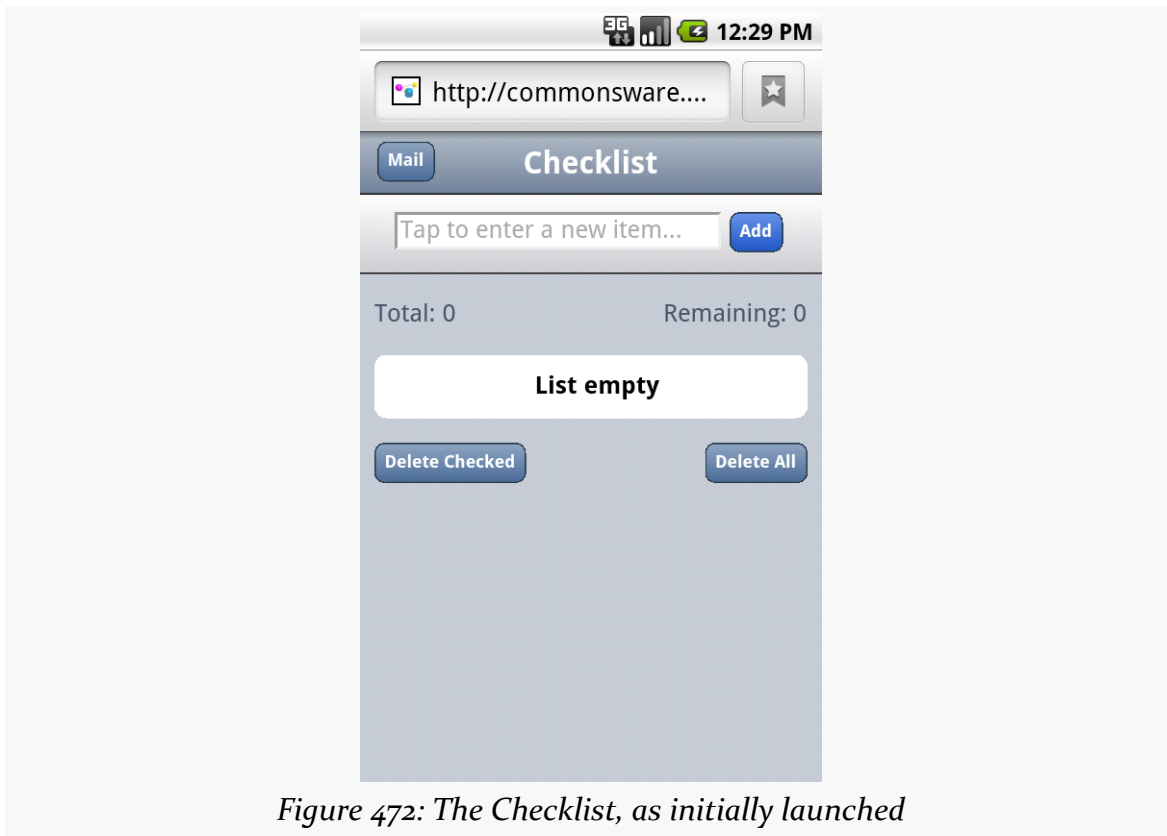 3G 12:29 PM
http://commonsware....
Mail Checklist
Tap to enter a new item... Add
Total: 0 Remaining: 0
List empty
Delete Checked Delete All
Figure 472: The Checklist, as initially launched